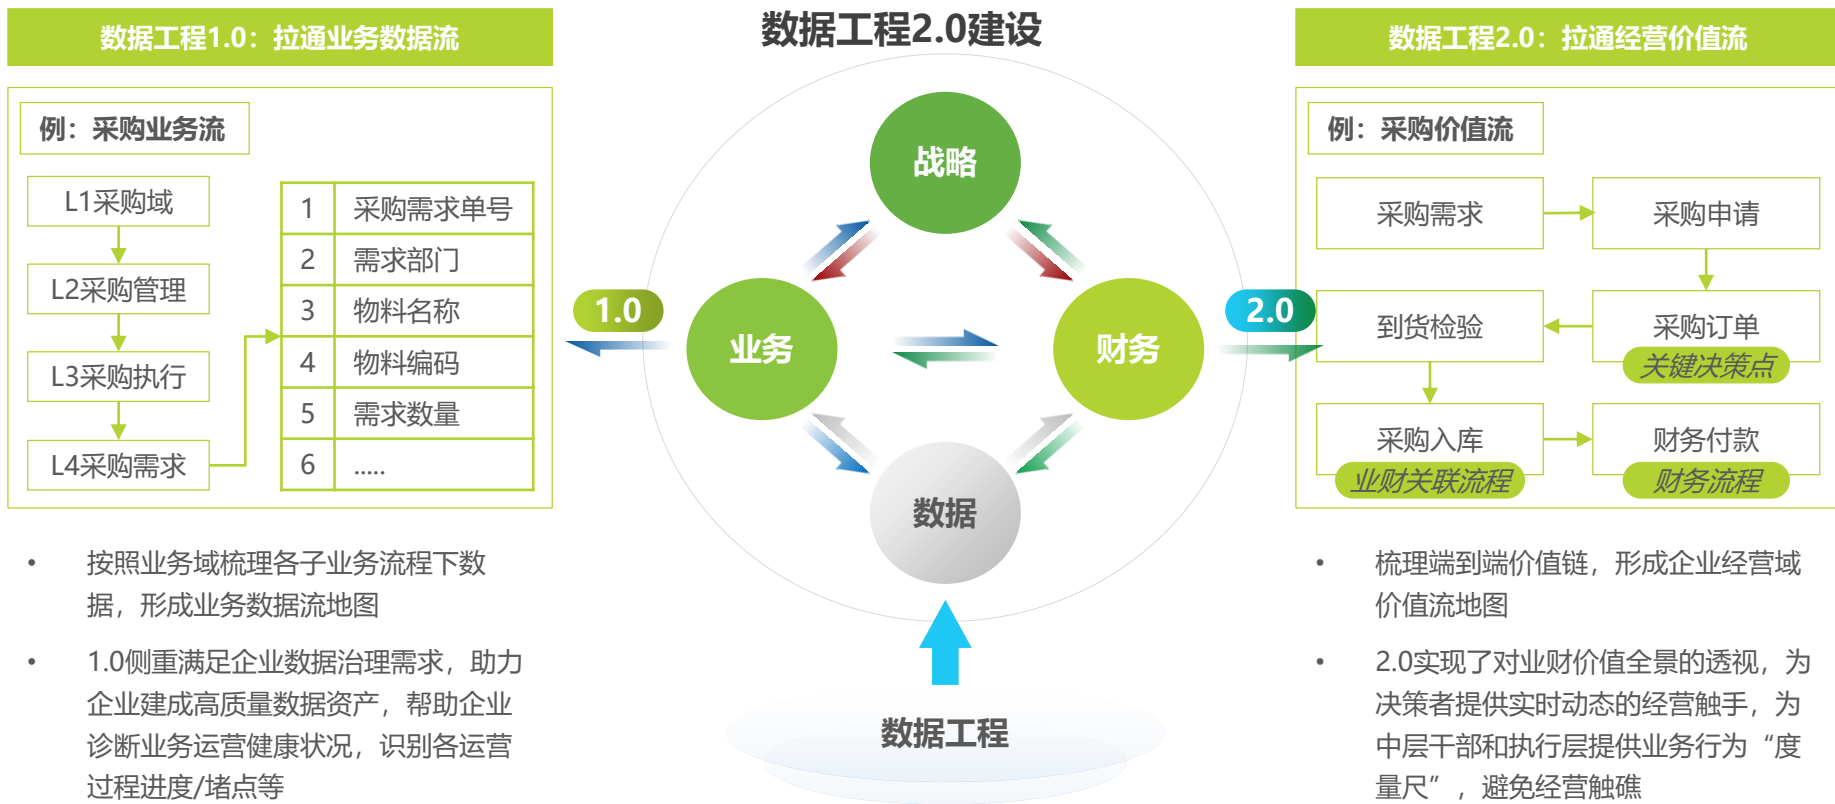 数据工程1.0：拉通业务数据流
例：采购业务流
L1采购域
L2采购管理
L3采购执行
L4采购需求
1 采购需求单号
2 需求部门
3 物料名称
4 物料编码
5 需求数量
6 .....
• 按照业务域梳理各子业务流程下数
据，形成业务数据流地图
• 1.0侧重满足企业数据治理需求，助力
企业建成高质量数据资产，帮助企业
诊断业务运营健康状况，识别各运营
过程进度/堵点等
数据工程2.0建设
战略
1.0
业务
财务
2.0
数据
数据工程
数据工程2.0：拉通经营价值流
例：采购价值流
采购需求
采购申请
到货检验
采购订单
关键决策点
采购入库
业财关联流程
财务付款
财务流程
• 梳理端到端价值链，形成企业经营域
价值流地图
• 2.0实现了对业财价值全景的透视，为
决策者提供实时动态的经营触手，为
中层干部和执行层提供业务行为“度
量尺”，避免经营触礁